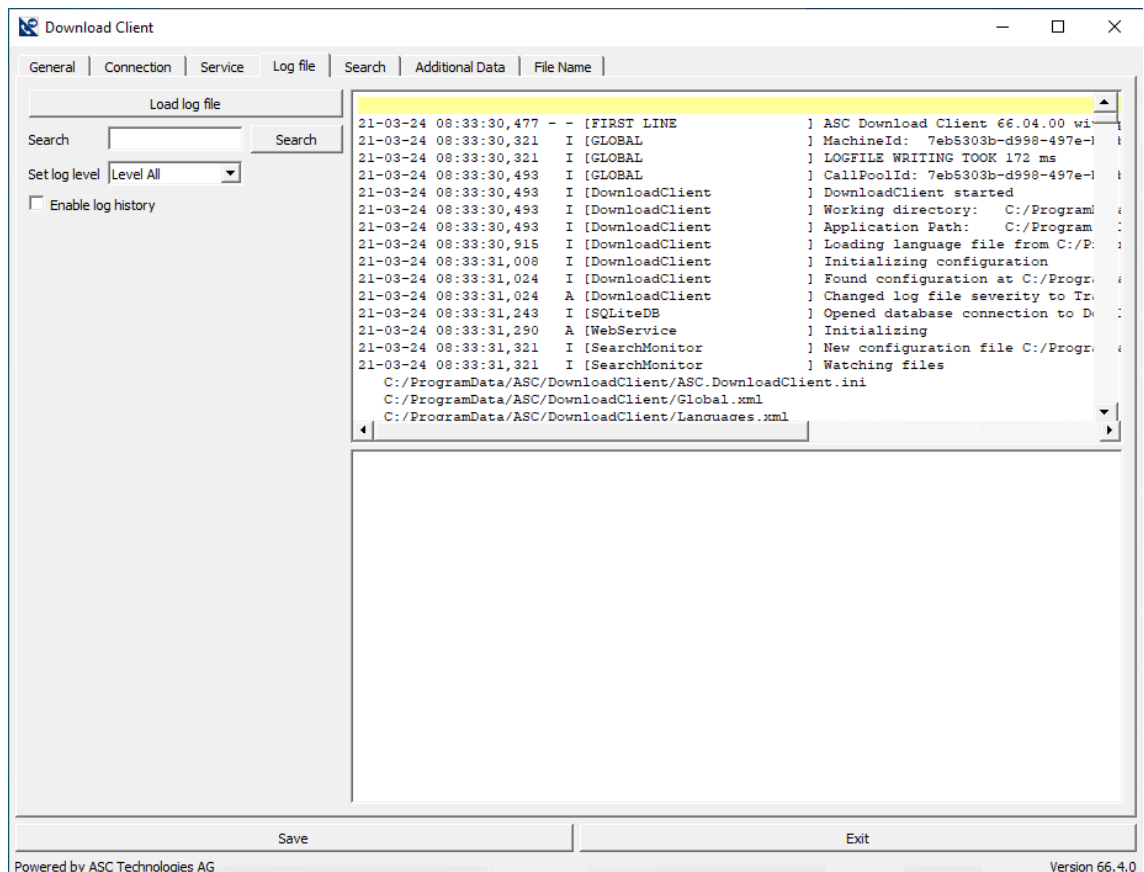 Download Client
General Connection Service Log file Search Additional Data File Name
Load log file
Search Search
Set log level Level All
Enable log history
21-03-24 08:33:30,477 - - [FIRST LINE ] ASC Download Client 66.04.00
21-03-24 08:33:30,321 I [GLOBAL ] MachineId: 7eb5303b-d998-497e-
21-03-24 08:33:30,321 I [GLOBAL ] LOGFILE WRITING TOOK 172 ms
21-03-24 08:33:30,493 I [GLOBAL ] CallPoolId: 7eb5303b-d998-497e-
21-03-24 08:33:30,493 I [DownloadClient ] DownloadClient started
21-03-24 08:33:30,493 I [DownloadClient ] Working directory: C:/Program
21-03-24 08:33:30,493 I [DownloadClient ] Application Path: C:/Program
21-03-24 08:33:30,915 I [DownloadClient ] Loading language file from C:/P
21-03-24 08:33:31,008 I [DownloadClient ] Initializing configuration
21-03-24 08:33:31,024 I [DownloadClient ] Found configuration at C:/Progra
21-03-24 08:33:31,024 A [DownloadClient ] Changed log file severity to Tr
21-03-24 08:33:31,243 I [SQLiteDB ] Opened database connection to D
21-03-24 08:33:31,290 A [WebService ] Initializing
21-03-24 08:33:31,321 I [SearchMonitor ] New configuration file C:/Progr
21-03-24 08:33:31,321 I [SearchMonitor ] Watching files
C:/ProgramData/ASC/DownloadClient/ASC.DownloadClient.ini
C:/ProgramData/ASC/DownloadClient/Global.xml
C:/ProgramData/ASC/DownloadClient/Languages.xml
Save Exit
Powered by ASC Technologies AG Version 66.4.0